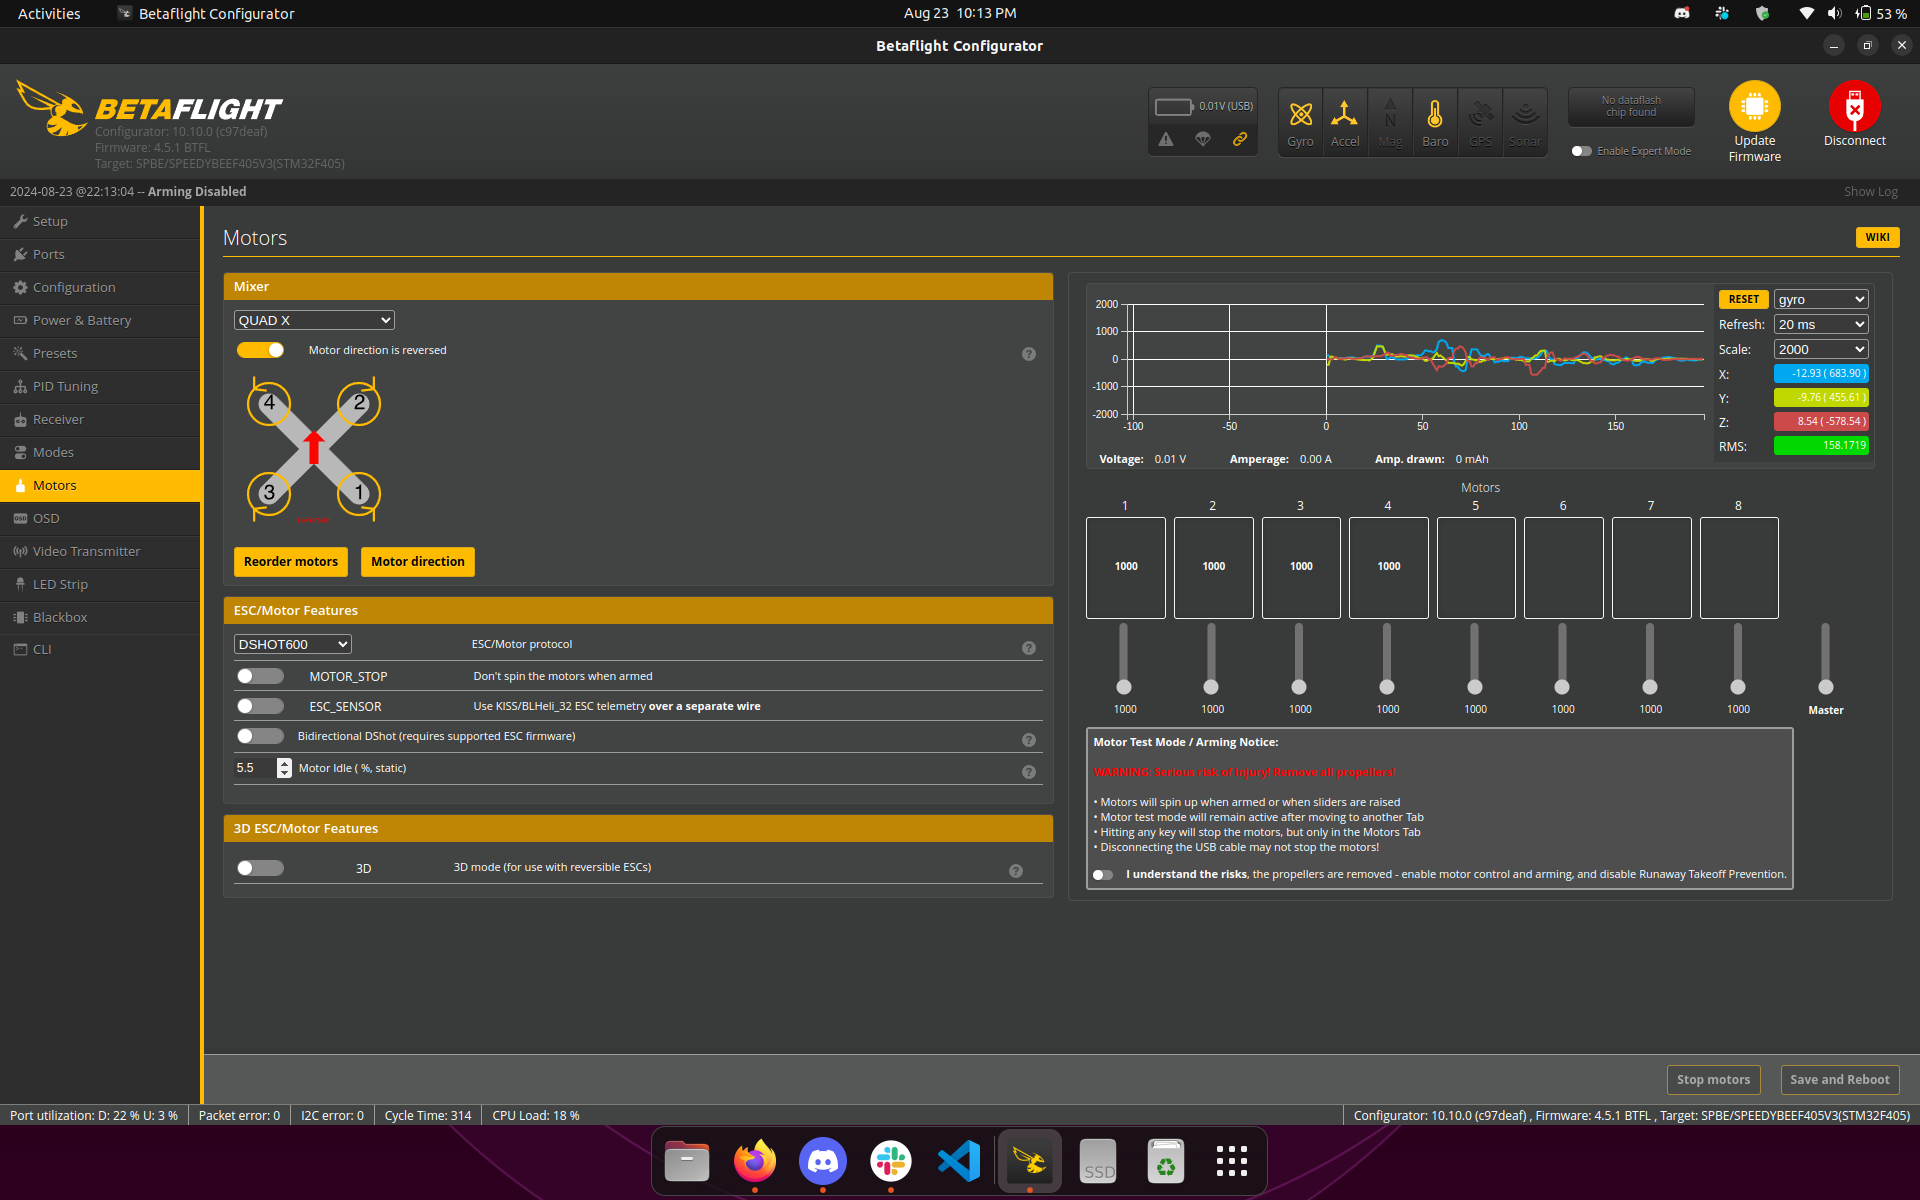 Activities
Betaflight Configurator
Aug 23 10:13 PM
53 %
Betaflight Configurator
BETAFLIGHT
Configurator: 10.10.0 (c97deaf)
Firmware: 4.5.1 BTFL
Target: SPBE/SPEEDYBEEF405V3(STM32F405)
0.01V (USB)
Gyro
Accel
N
Mag
Baro
GPS
Sonar
No dataflash
chip found
Enable Expert Mode
Update
Firmware
Disconnect
2024-08-23 @22:13:04 -- Arming Disabled
Show Log
Setup
Ports
Configuration
Power & Battery
Presets
PID Tuning
Receiver
Modes
Motors
OSD
Video Transmitter
LED Strip
Blackbox
CLI
Motors
WIKI
Mixer
QUAD X
Motor direction is reversed
?
4
2
3
1
Reorder motors
Motor direction
ESC/Motor Features
DSHOT600
ESC/Motor protocol
?
MOTOR_STOP
Don't spin the motors when armed
ESC_SENSOR
Use KISS/BLHeli_32 ESC telemetry over a separate wire
Bidirectional DShot (requires supported ESC firmware)
?
5.5
Motor Idle ( %, static)
?
3D ESC/Motor Features
3D
3D mode (for use with reversible ESCs)
?
2000
1000
0
-1000
-2000
-100
-50
0
50
100
150
RESET
gyro
Refresh:
20 ms
Scale:
2000
X:
-12.93 ( 683.90 )
Y:
-9.76 ( 455.61 )
Z:
8.54 ( -578.54 )
RMS:
158.1719
Voltage: 0.01 V
Amperage: 0.00 A
Amp. drawn: 0 mAh
Motors
1 2 3 4 5 6 7 8
1000 1000 1000 1000
1000 1000 1000 1000 1000 1000 1000 1000 Master
Motor Test Mode / Arming Notice:
WARNING: Serious risk of injury! Remove all propellers!
• Motors will spin up when armed or when sliders are raised
• Motor test mode will remain active after moving to another Tab
• Hitting any key will stop the motors, but only in the Motors Tab
• Disconnecting the USB cable may not stop the motors!
I understand the risks, the propellers are removed - enable motor control and arming, and disable Runaway Takeoff Prevention.
Stop motors
Save and Reboot
Port utilization: D: 22 % U: 3 %
Packet error: 0
I2C error: 0
Cycle Time: 314
CPU Load: 18 %
Configurator: 10.10.0 (c97deaf) , Firmware: 4.5.1 BTFL , Target: SPBE/SPEEDYBEEF405V3(STM32F405)
SSD